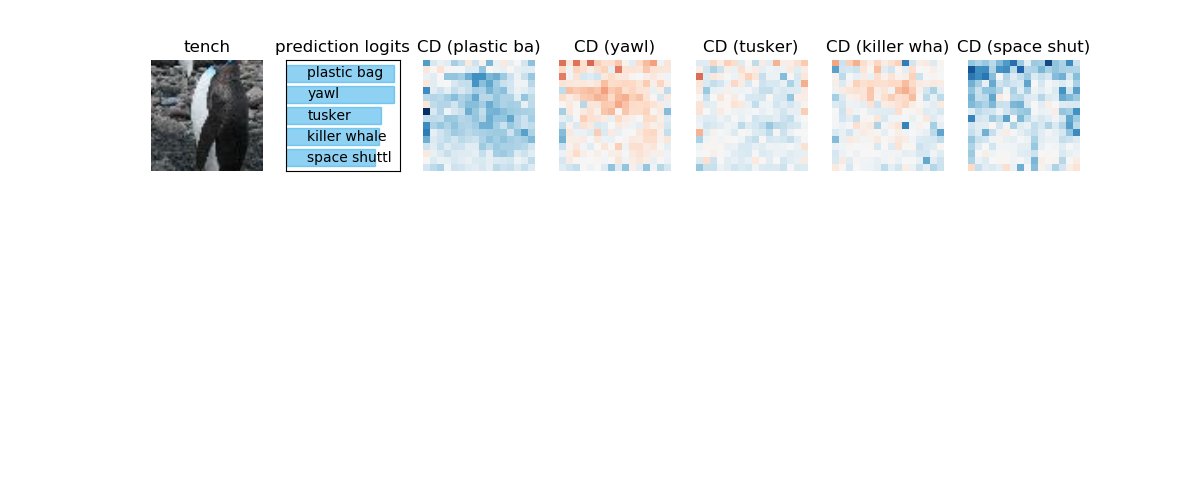 tench
prediction logits
CD (plastic ba)
CD (yawl)
CD (tusker)
CD (killer wha)
CD (space shut)
plastic bag
yawl
tusker
killer whale
space shuttl